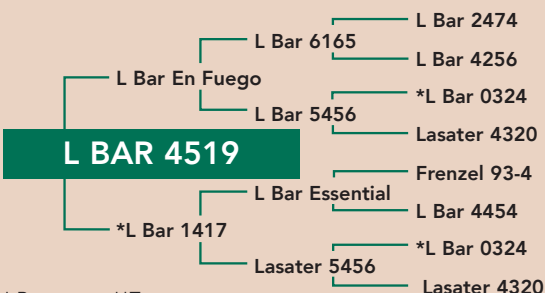 L Bar 2474
L Bar 6165
L Bar 4256
L Bar En Fuego
*L Bar 0324
L Bar 5456
Lasater 4320
L BAR 4519
Frenzel 93-4
L Bar Essential
L Bar 4454
*L Bar 1417
*L Bar 0324
Lasater 5456
Lasater 4320